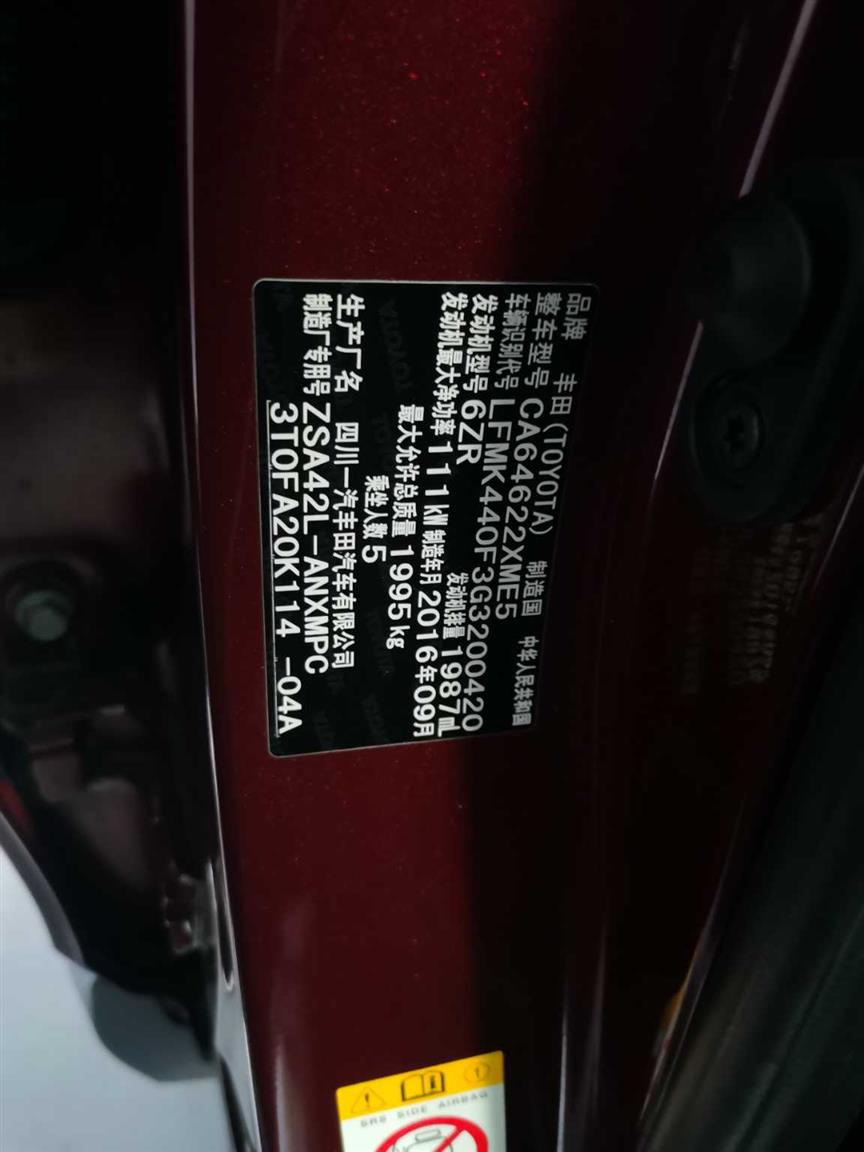 品牌 丰田(TOYOTA) 制造国 中华人民共和国
整车型号 CA64622XME5
车辆识别代号 LFMK440F3G3200420
发动机型号 6ZR 发动机排量 1987mL
发动机最大净功率 111kW 制造年月 2016年09月
最大允许总质量 1995kg
乘坐人数 5
生产厂名 四川一汽丰田汽车有限公司
制造厂专用号 ZSA42L-ANXMPC
3T0FA20K114 -04A
SRS SIDE AIRBAG